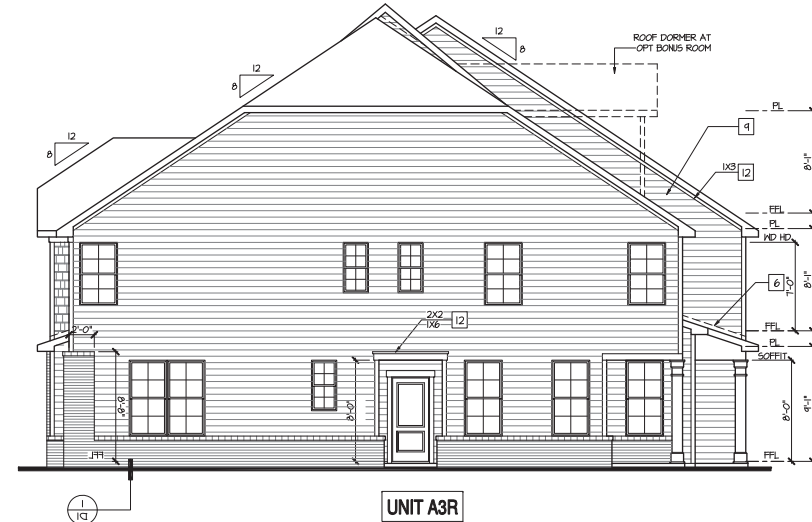 12
8
ROOF DORMER AT
OPT BONUS ROOM
12
8
12
8
PL
9
1X3 12
8'-1"
FFL
PL
WD HD
6
7'-0"
8'-1"
2'-0"
2X2
1X6
12
FFL
PL
SOFFIT
8'-8"
8'-0"
8'-0"
9'-1"
FFL
FFL
1
D1
UNIT A3R